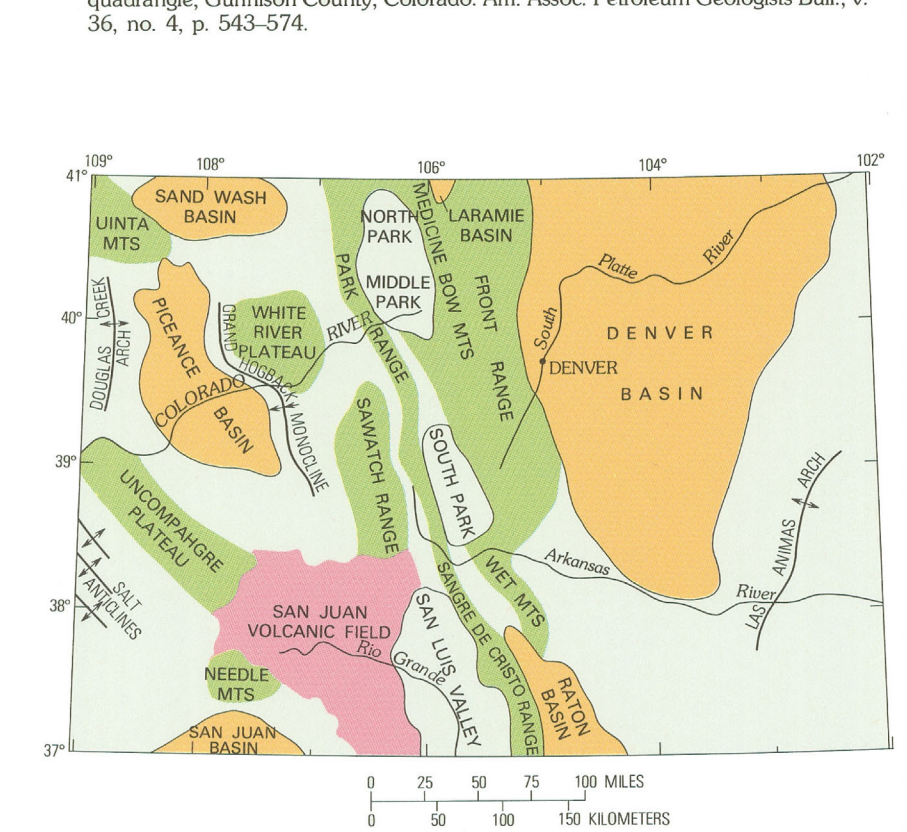 quadrangle, Gunnison County, Colorado: Am. Assoc. Petroleum Geologists Bull., v.
36, no. 4, p. 543–574.
109°
108°
106°
104°
102°
41°
SAND WASH
BASIN
UINTA
MTS
NORTH
PARK
MEDICINE BOW MTS
LARAMIE
BASIN
MIDDLE
PARK
PARK
RANGE
FRONT
RANGE
Platte
River
South
DENVER
BASIN
DENVER
40°
DOUGLAS CREEK
ARCH
PICEANCE
BASIN
GRAND
HOGBACK
MONOCLINE
WHITE
RIVER
PLATEAU
COLORADO
RIVER
39°
UNCOMPAHGRE
PLATEAU
SAWATCH RANGE
SOUTH PARK
LAS ANIMAS ARCH
SALT
ANTICLINES
Arkansas
River
WET MTS
38°
SAN JUAN
VOLCANIC FIELD
Rio
Grande
SAN LUIS VALLEY
SANGRE DE CRISTO RANGE
RATON
BASIN
NEEDLE
MTS
SAN JUAN
BASIN
37°
0 25 50 75 100 MILES
0 50 100 150 KILOMETERS